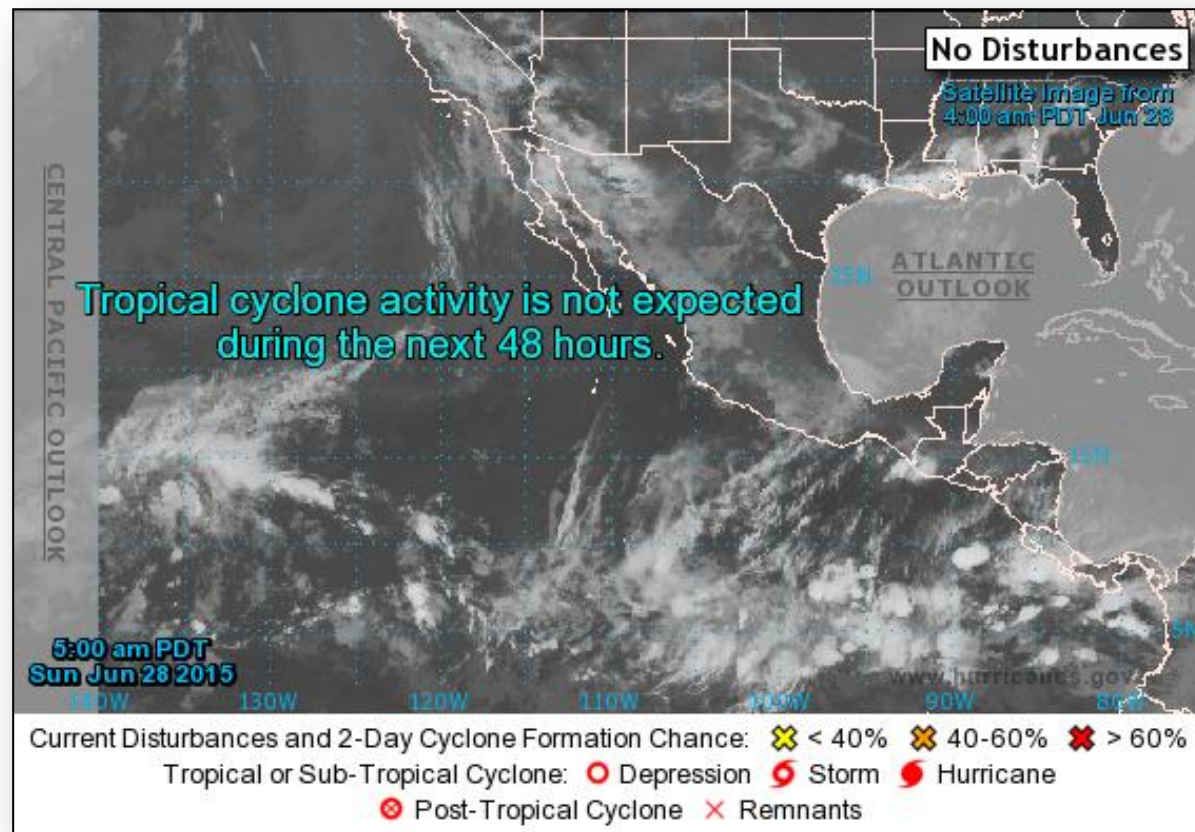 No Disturbances
Satellite Image from
4:00 am PDT Jun 28
CENTRAL PACIFIC OUTLOOK
ATLANTIC
OUTLOOK
25N
Tropical cyclone activity is not expected
during the next 48 hours.
15N
5N
5:00 am PDT
Sun Jun 28 2015
www.hurricanes.gov
140W 130W 120W 110W 100W 90W 80W
Current Disturbances and 2-Day Cyclone Formation Chance: < 40% 40-60% > 60%
Tropical or Sub-Tropical Cyclone: Depression Storm Hurricane
Post-Tropical Cyclone Remnants